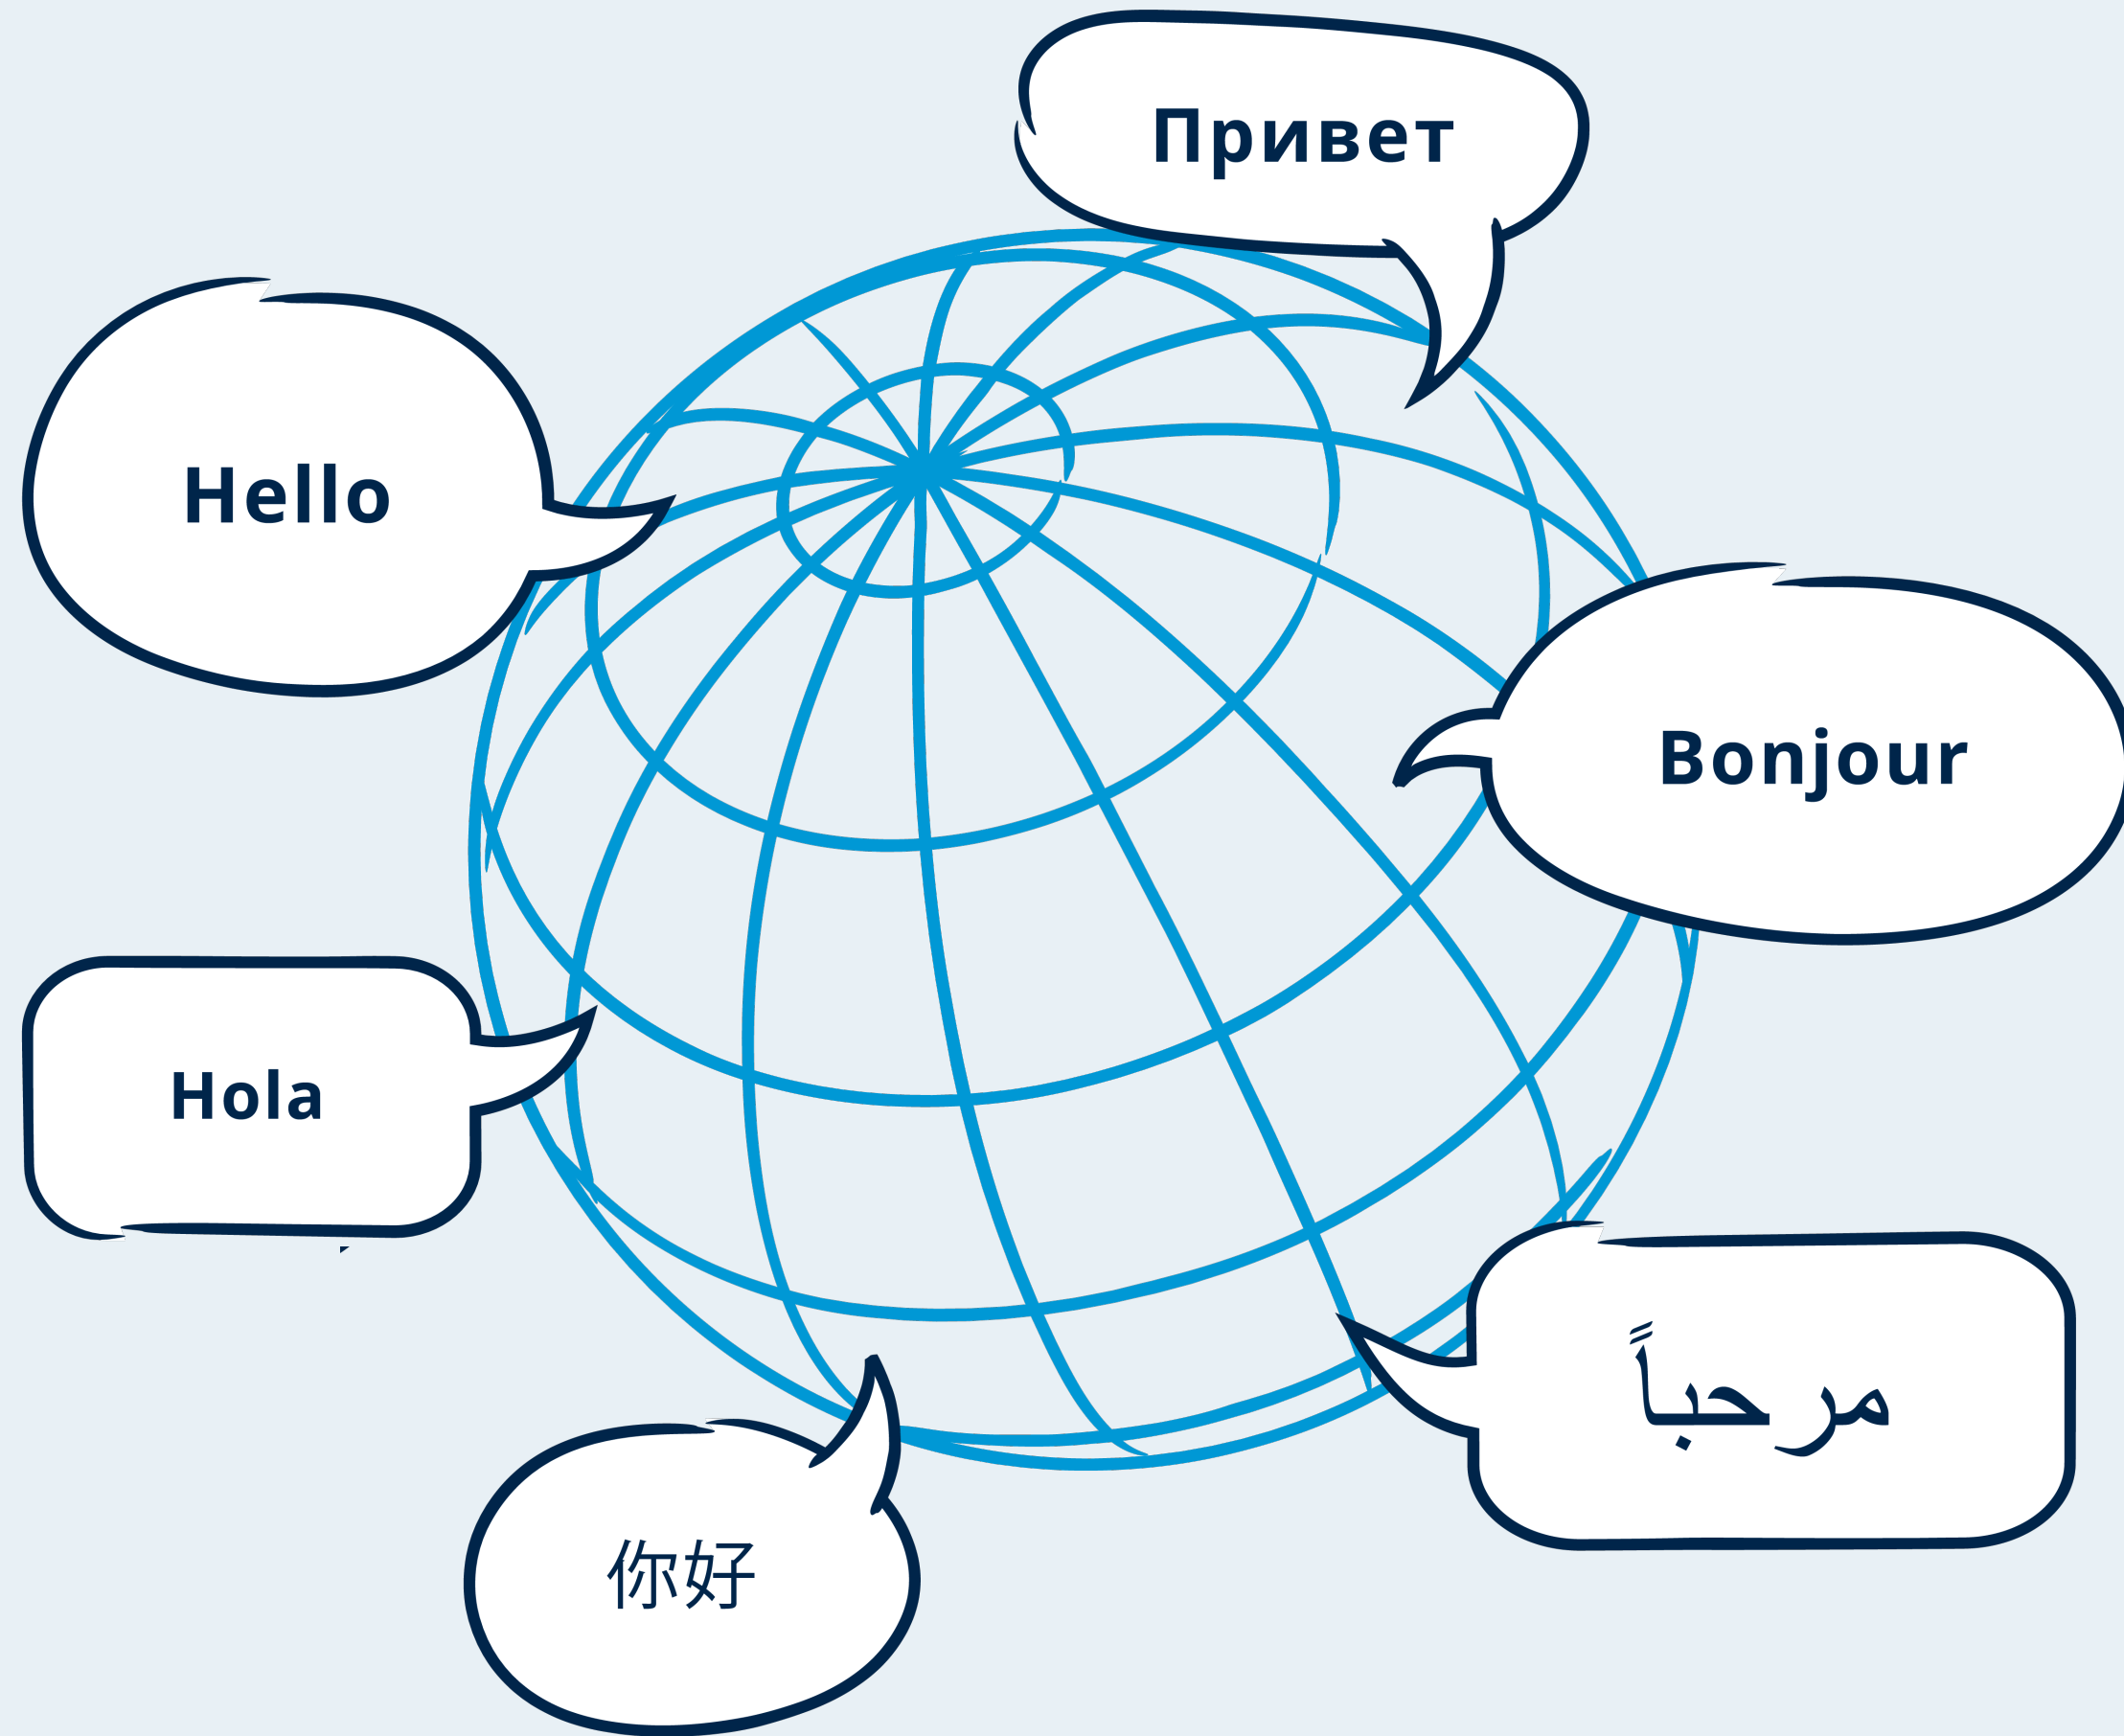 Привет
Hello
Bonjour
Hola
مرحباً
你好